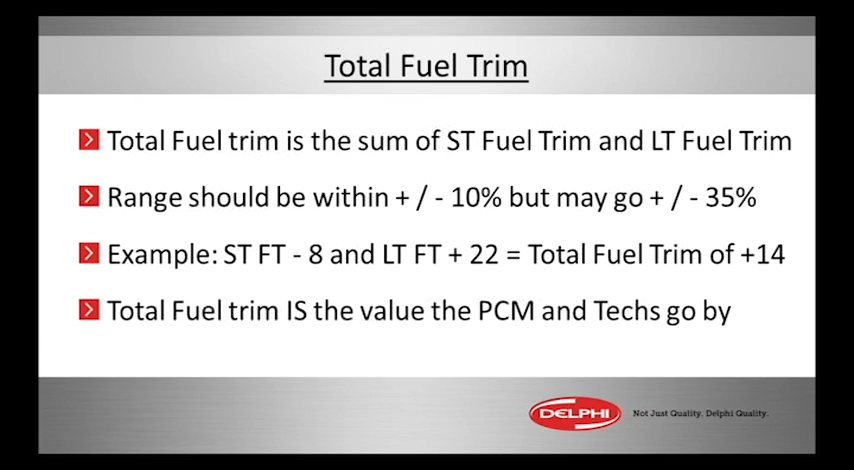 Total Fuel Trim
Total Fuel trim is the sum of ST Fuel Trim and LT Fuel Trim
Range should be within + / - 10% but may go + / - 35%
Example: ST FT - 8 and LT FT + 22 = Total Fuel Trim of +14
Total Fuel trim IS the value the PCM and Techs go by
DELPHI
Not Just Quality. Delphi Quality.